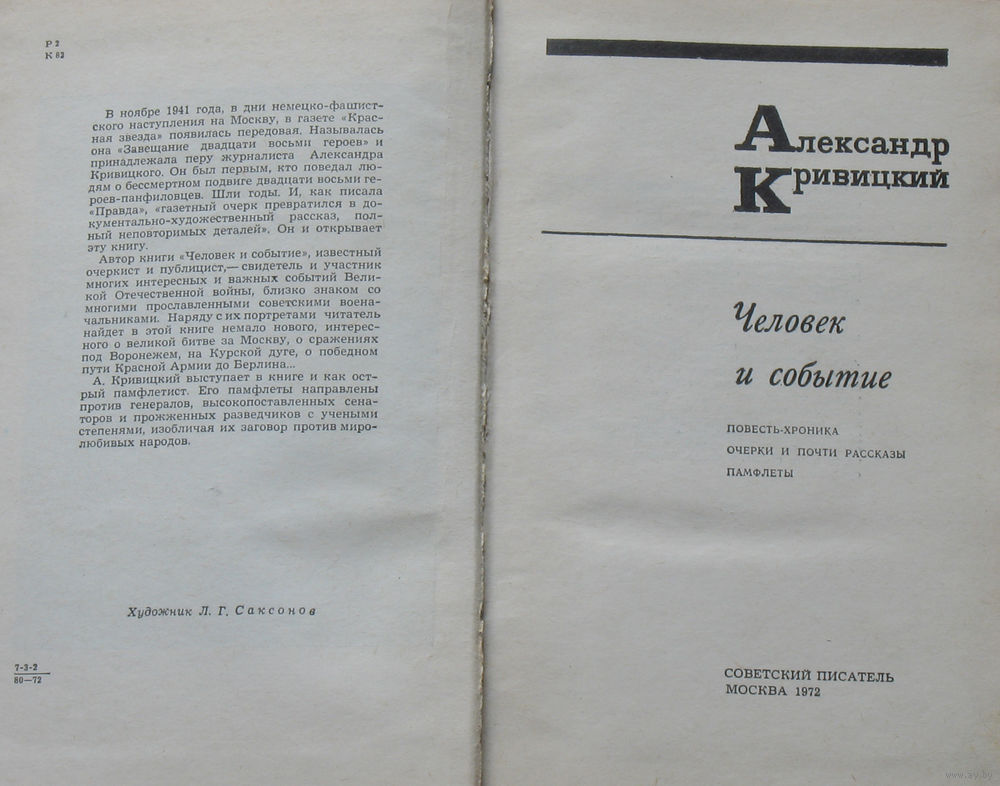 Р 2
К 82
В ноябре 1941 года, в дни немецко-фашист-
ского наступления на Москву, в газете «Крас-
ная звезда» появилась передовая. Называлась
она «Завещание двадцати восьми героев» и
принадлежала перу журналиста Александра
Кривицкого. Он был первым, кто поведал лю-
дям о бессмертном подвиге двадцати восьми ге-
роев-панфиловцев. Шли годы. И, как писала
«Правда», «газетный очерк превратился в до-
кументально-художественный рассказ, пол-
ный неповторимых деталей». Он и открывает
эту книгу.
Автор книги «Человек и событие», известный
очеркист и публицист,— свидетель и участник
многих интересных и важных событий Вели-
кой Отечественной войны, близко знаком со
многими прославленными советскими воена-
чальниками. Наряду с их портретами читатель
найдет в этой книге немало нового, интерес-
ного о великой битве за Москву, о сражениях
под Воронежем, на Курской дуге, о победном
пути Красной Армии до Берлина...
А. Кривицкий выступает в книге и как ост-
рый памфлетист. Его памфлеты направлены
против генералов, высокопоставленных сена-
торов и прожженных разведчиков с учеными
степенями, изобличая их заговор против миро-
любивых народов.
Художник Л. Г. Саксонов
7-3-2
80—72
Александр
Кривицкий
Человек
и событие
ПОВЕСТЬ-ХРОНИКА
ОЧЕРКИ И ПОЧТИ РАССКАЗЫ
ПАМФЛЕТЫ
СОВЕТСКИЙ ПИСАТЕЛЬ
МОСКВА 1972
www.ay.by